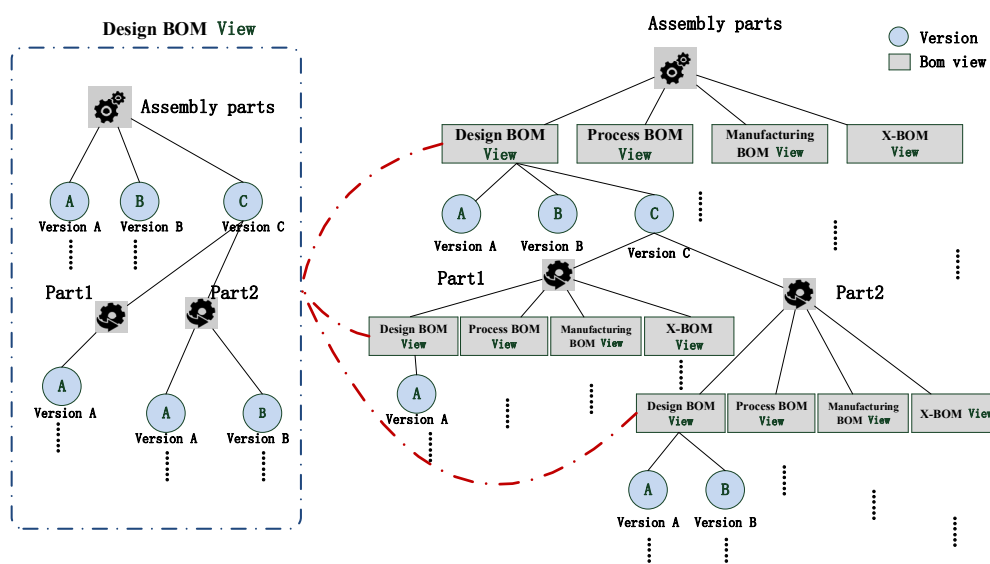 Design BOM View
Assembly parts
A
B
C
Version A
Version B
Version C
Part1
Part2
A
Version A
A
B
Version A
Version B
Assembly parts
Version
Bom view
Design BOM
View
Process BOM
View
Manufacturing
BOM View
X-BOM
View
A
B
C
Version A
Version B
Version C
Part1
Part2
Design BOM
View
Process BOM
View
Manufacturing
BOM View
X-BOM
View
A
Version A
Design BOM
View
Process BOM
View
Manufacturing
BOM View
X-BOM View
A
B
Version A
Version B